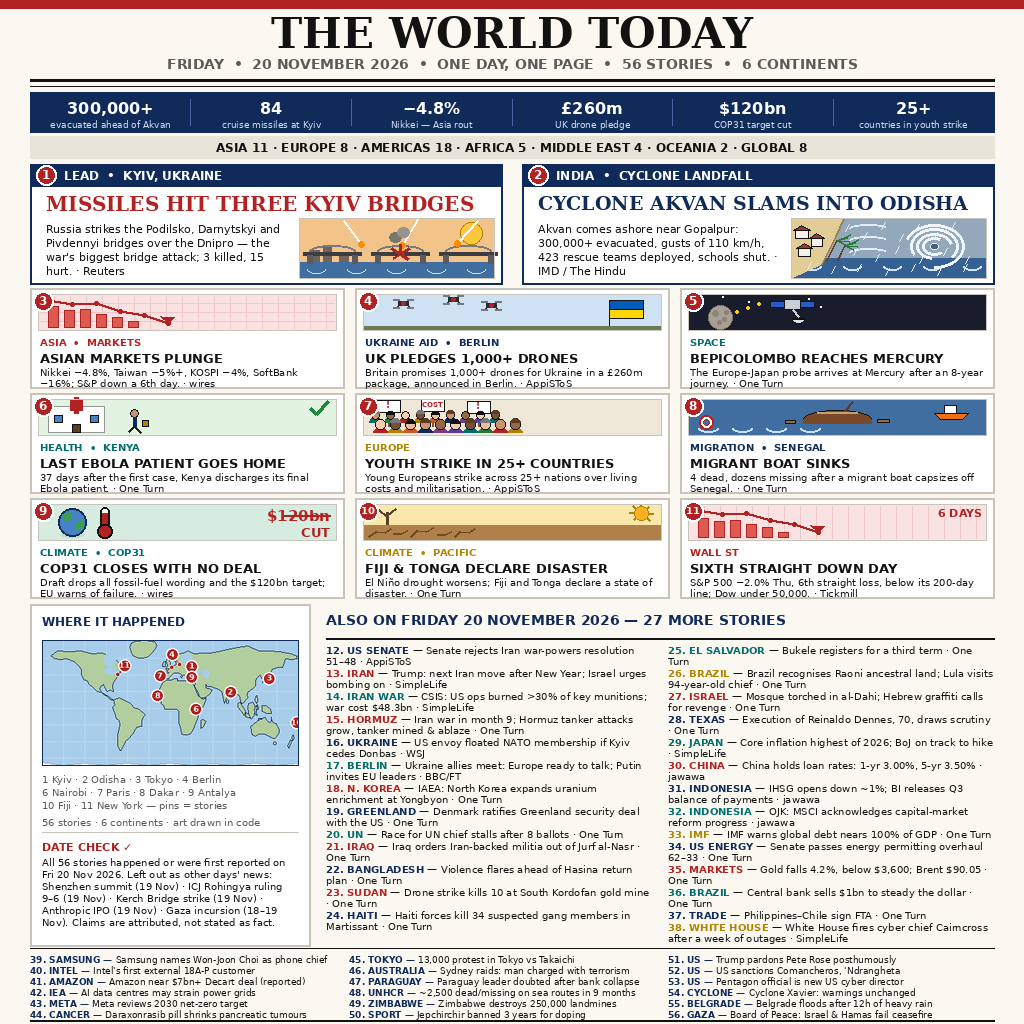 THE WORLD TODAY
FRIDAY • 20 NOVEMBER 2026 • ONE DAY, ONE PAGE • 56 STORIES • 6 CONTINENTS
300,000+
evacuated ahead of Akvan
84
cruise missiles at Kyiv
−4.8%
Nikkei — Asia rout
£260m
UK drone pledge
$120bn
COP31 target cut
25+
countries in youth strike
ASIA 11 · EUROPE 8 · AMERICAS 18 · AFRICA 5 · MIDDLE EAST 4 · OCEANIA 2 · GLOBAL 8
1 LEAD • KYIV, UKRAINE
MISSILES HIT THREE KYIV BRIDGES
Russia strikes the Podilsko, Darnytskyi and
Pivdennyi bridges over the Dnipro — the
war's biggest bridge attack; 3 killed, 15
hurt. · Reuters
2 INDIA • CYCLONE LANDFALL
CYCLONE AKVAN SLAMS INTO ODISHA
Akvan comes ashore near Gopalpur:
300,000+ evacuated, gusts of 110 km/h,
423 rescue teams deployed, schools shut. ·
IMD / The Hindu
3
ASIA • MARKETS
ASIAN MARKETS PLUNGE
Nikkei −4.8%, Taiwan −5%+, KOSPI −4%, SoftBank
−16%; S&P down a 6th day. · wires
4
UKRAINE AID • BERLIN
UK PLEDGES 1,000+ DRONES
Britain promises 1,000+ drones for Ukraine in a £260m
package, announced in Berlin. · AppiSToS
5
SPACE
BEPICOLOMBO REACHES MERCURY
The Europe-Japan probe arrives at Mercury after an 8-year
journey. · One Turn
6
HEALTH • KENYA
LAST EBOLA PATIENT GOES HOME
37 days after the first case, Kenya discharges its final
Ebola patient. · One Turn
7
! COST !
EUROPE
YOUTH STRIKE IN 25+ COUNTRIES
Young Europeans strike across 25+ nations over living
costs and militarisation. · AppiSToS
8
MIGRATION • SENEGAL
MIGRANT BOAT SINKS
4 dead, dozens missing after a migrant boat capsizes off
Senegal. · One Turn
9
$120bn
CUT
CLIMATE • COP31
COP31 CLOSES WITH NO DEAL
Draft drops all fossil-fuel wording and the $120bn target;
EU warns of failure. · wires
10
CLIMATE • PACIFIC
FIJI & TONGA DECLARE DISASTER
El Niño drought worsens; Fiji and Tonga declare a state of
disaster. · One Turn
11
6 DAYS
WALL ST
SIXTH STRAIGHT DOWN DAY
S&P 500 −2.0% Thu, 6th straight loss, below its 200-day
line; Dow under 50,000. · Tickmill
WHERE IT HAPPENED
11 4 1 7 9 3 8 2 6
1 Kyiv · 2 Odisha · 3 Tokyo · 4 Berlin
6 Nairobi · 7 Paris · 8 Dakar · 9 Antalya
10 Fiji · 11 New York — pins = stories
56 stories · 6 continents · art drawn in code
DATE CHECK ✓
All 56 stories happened or were first reported on
Fri 20 Nov 2026. Left out as other days' news:
Shenzhen summit (19 Nov) · ICJ Rohingya ruling
9–6 (19 Nov) · Kerch Bridge strike (19 Nov) ·
Anthropic IPO (19 Nov) · Gaza incursion (18–19
Nov). Claims are attributed, not stated as fact.
ALSO ON FRIDAY 20 NOVEMBER 2026 — 27 MORE STORIES
12. US SENATE — Senate rejects Iran war-powers resolution
51–48 · AppiSToS
13. IRAN — Trump: next Iran move after New Year; Israel urges
bombing on · SimpleLife
14. IRAN WAR — CSIS: US ops burned >30% of key munitions;
war cost $48.3bn · SimpleLife
15. HORMUZ — Iran war in month 9; Hormuz tanker attacks
grow, tanker mined & ablaze · One Turn
16. UKRAINE — US envoy floated NATO membership if Kyiv
cedes Donbas · WSJ
17. BERLIN — Ukraine allies meet: Europe ready to talk; Putin
invites EU leaders · BBC/FT
18. N. KOREA — IAEA: North Korea expands uranium
enrichment at Yongbyon · One Turn
19. GREENLAND — Denmark ratifies Greenland security deal
with the US · One Turn
20. UN — Race for UN chief stalls after 8 ballots · One Turn
21. IRAQ — Iraq orders Iran-backed militia out of Jurf al-Nasr ·
One Turn
22. BANGLADESH — Violence flares ahead of Hasina return
plan · One Turn
23. SUDAN — Drone strike kills 10 at South Kordofan gold mine
· One Turn
24. HAITI — Haiti forces kill 34 suspected gang members in
Martissant · One Turn
25. EL SALVADOR — Bukele registers for a third term · One
Turn
26. BRAZIL — Brazil recognises Raoni ancestral land; Lula visits
94-year-old chief · One Turn
27. ISRAEL — Mosque torched in al-Dahi; Hebrew graffiti calls
for revenge · One Turn
28. TEXAS — Execution of Reinaldo Dennes, 70, draws scrutiny
· One Turn
29. JAPAN — Core inflation highest of 2026; BoJ on track to hike
· SimpleLife
30. CHINA — China holds loan rates: 1-yr 3.00%, 5-yr 3.50% ·
jawawa
31. INDONESIA — IHSG opens down ~1%; BI releases Q3
balance of payments · jawawa
32. INDONESIA — OJK: MSCI acknowledges capital-market
reform progress · jawawa
33. IMF — IMF warns global debt nears 100% of GDP · One Turn
34. US ENERGY — Senate passes energy permitting overhaul
62–33 · One Turn
35. MARKETS — Gold falls 4.2%, below $3,600; Brent $90.05 ·
One Turn
36. BRAZIL — Central bank sells $1bn to steady the dollar ·
One Turn
37. TRADE — Philippines–Chile sign FTA · One Turn
38. WHITE HOUSE — White House fires cyber chief Cairncross
after a week of outages · SimpleLife
39. SAMSUNG — Samsung names Won-Joon Choi as phone chief
40. INTEL — Intel's first external 18A-P customer
41. AMAZON — Amazon near $7bn+ Decart deal (reported)
42. IEA — AI data centres may strain power grids
43. META — Meta reviews 2030 net-zero target
44. CANCER — Daraxonrasib pill shrinks pancreatic tumours
45. TOKYO — 13,000 protest in Tokyo vs Takaichi
46. AUSTRALIA — Sydney raids: man charged with terrorism
47. PARAGUAY — Paraguay leader doubted after bank collapse
48. UNHCR — ~2,500 dead/missing on sea routes in 9 months
49. ZIMBABWE — Zimbabwe destroys 250,000 landmines
50. SPORT — Jepchirchir banned 3 years for doping
51. US — Trump pardons Pete Rose posthumously
52. US — US sanctions Comancheros, 'Ndrangheta
53. US — Pentagon official is new US cyber director
54. CYCLONE — Cyclone Xavier: warnings unchanged
55. BELGRADE — Belgrade floods after 12h of heavy rain
56. GAZA — Board of Peace: Israel & Hamas fail ceasefire